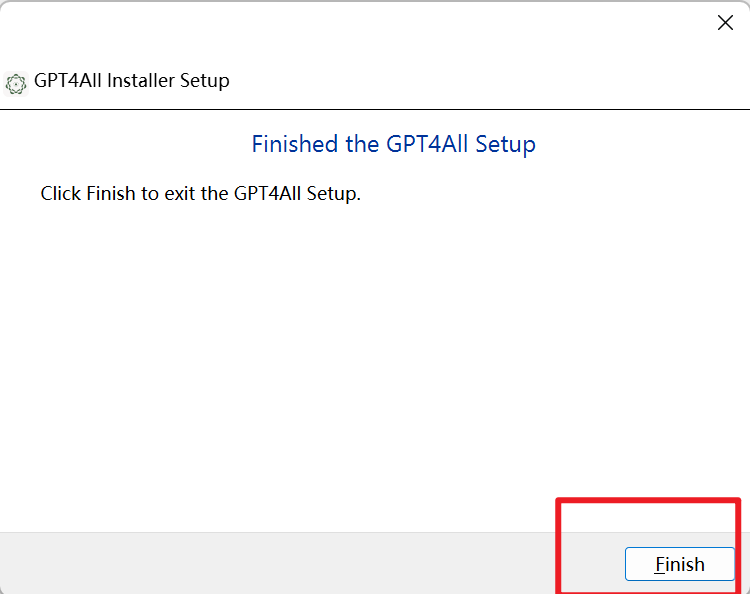 GPT4All Installer Setup
Finished the GPT4All Setup
Click Finish to exit the GPT4All Setup.
Finish